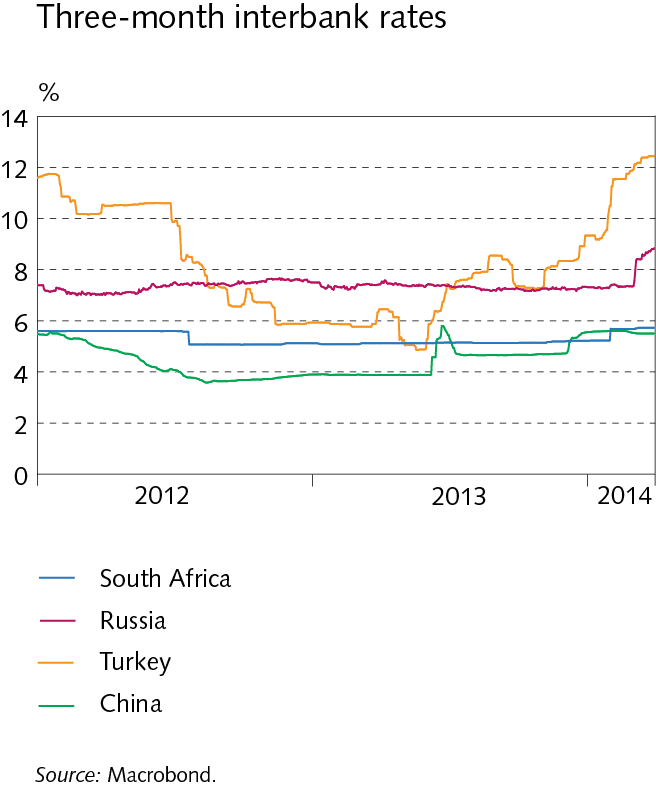 Three-month interbank rates
%
14
12
10
8
6
4
2
0
2012 2013 2014
South Africa
Russia
Turkey
China
Source: Macrobond.